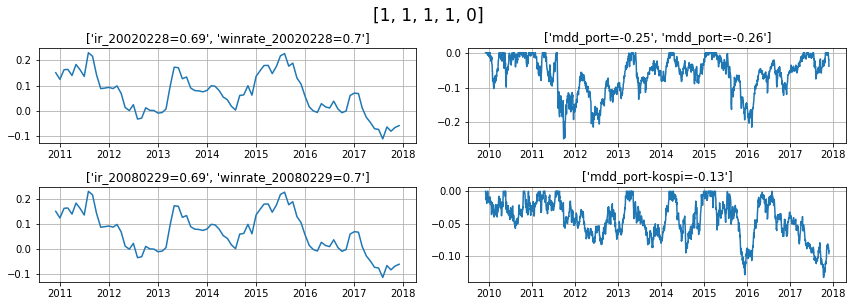 [1, 1, 1, 1, 0]
['ir_20020228=0.69', 'winrate_20020228=0.7']
0.2
0.1
0.0
−0.1
2011 2012 2013 2014 2015 2016 2017 2018
['mdd_port=-0.25', 'mdd_port=-0.26']
0.0
−0.1
−0.2
2010 2011 2012 2013 2014 2015 2016 2017 2018
['ir_20080229=0.69', 'winrate_20080229=0.7']
0.2
0.1
0.0
−0.1
2011 2012 2013 2014 2015 2016 2017 2018
['mdd_port-kospi=-0.13']
0.00
−0.05
−0.10
2010 2011 2012 2013 2014 2015 2016 2017 2018